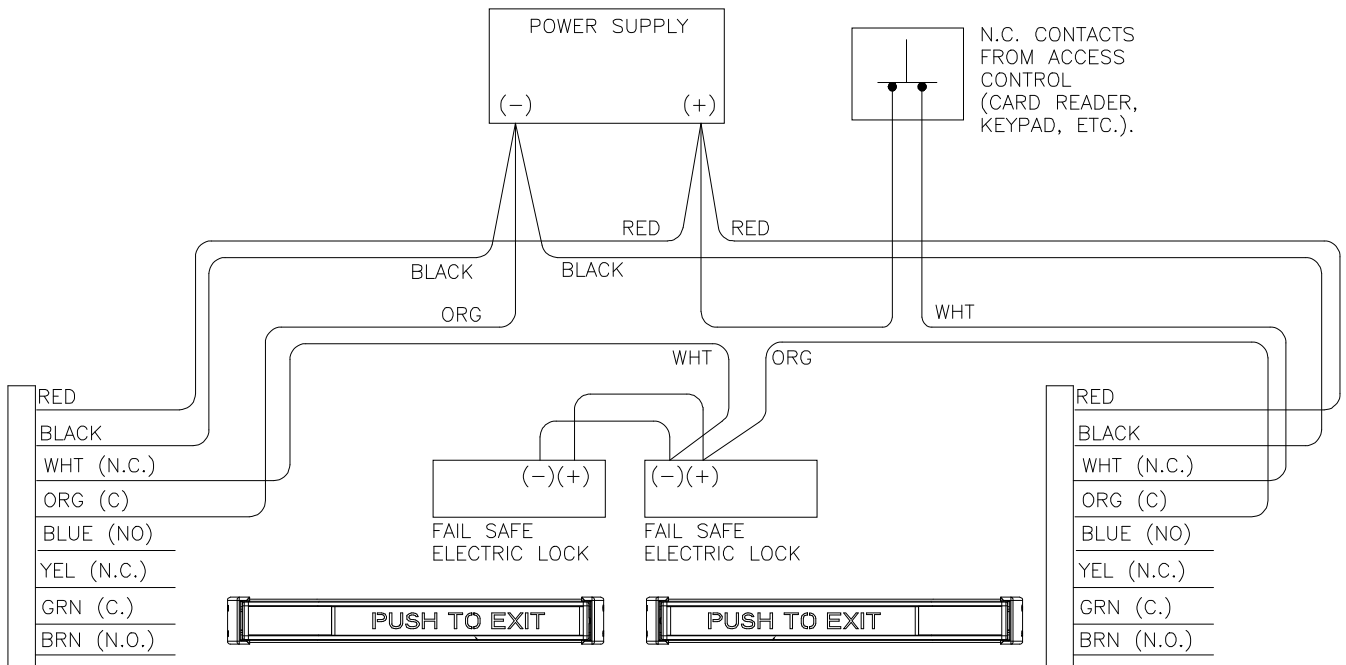 POWER SUPPLY
(-)
(+)
N.C. CONTACTS
FROM ACCESS
CONTROL
(CARD READER,
KEYPAD, ETC.).
RED
RED
BLACK
BLACK
ORG
WHT
WHT
ORG
RED
BLACK
WHT (N.C.)
ORG (C)
BLUE (NO)
YEL (N.C.)
GRN (C.)
BRN (N.O.)
(-)(+)
FAIL SAFE
ELECTRIC LOCK
(-)(+)
FAIL SAFE
ELECTRIC LOCK
RED
BLACK
WHT (N.C.)
ORG (C)
BLUE (NO)
YEL (N.C.)
GRN (C.)
BRN (N.O.)
PUSH TO EXIT
PUSH TO EXIT